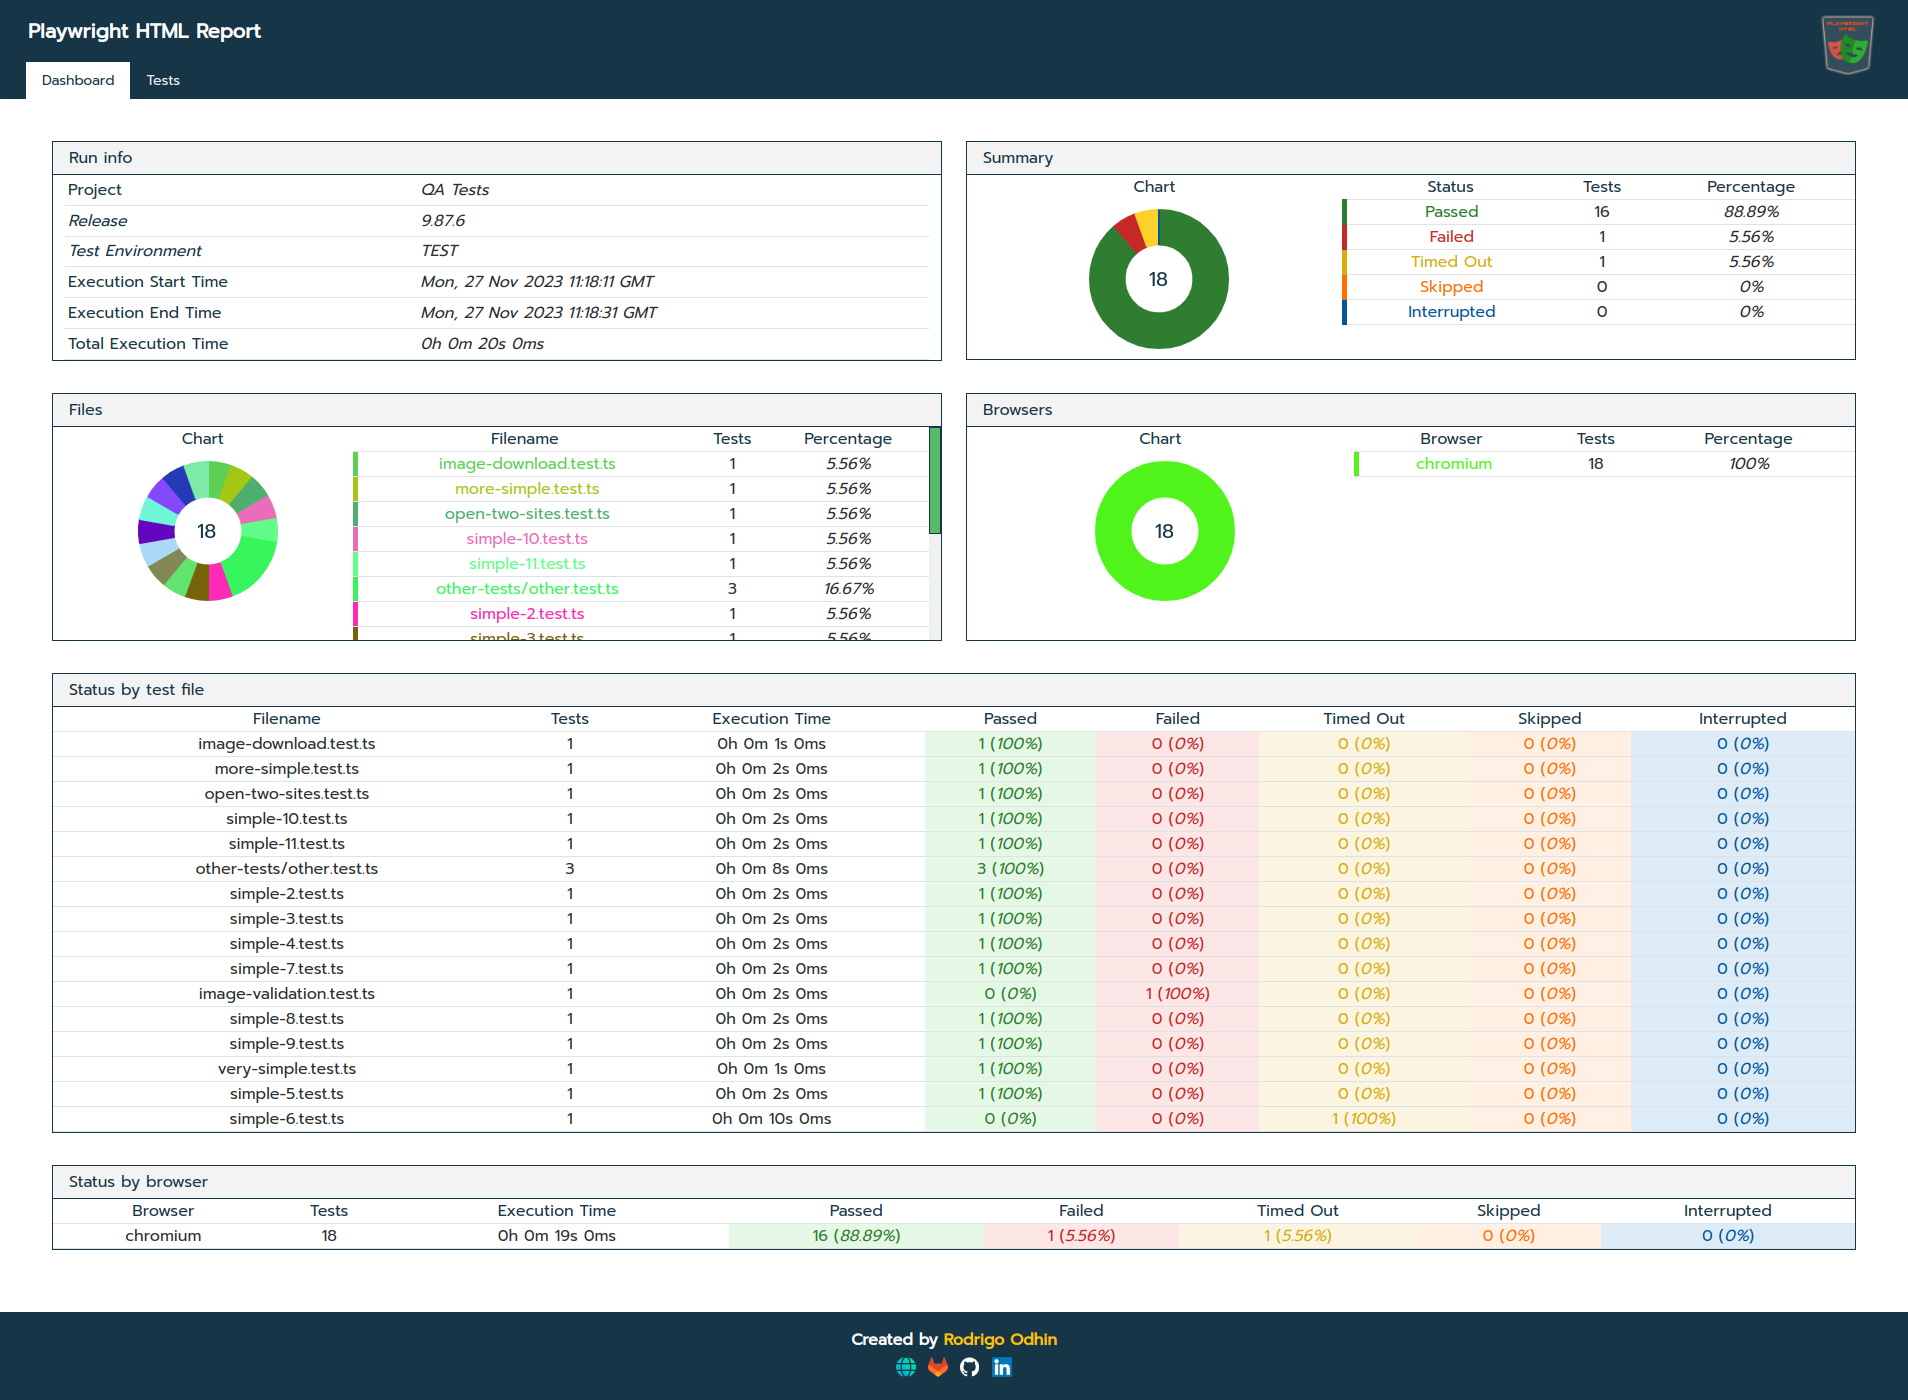 Playwright HTML Report
PLAYWRIGHT
HTML
Dashboard Tests
Run info
Project QA Tests
Release 9.87.6
Test Environment TEST
Execution Start Time Mon, 27 Nov 2023 11:18:11 GMT
Execution End Time Mon, 27 Nov 2023 11:18:31 GMT
Total Execution Time 0h 0m 20s 0ms
Summary
Chart Status Tests Percentage
18
Passed 16 88.89%
Failed 1 5.56%
Timed Out 1 5.56%
Skipped 0 0%
Interrupted 0 0%
Files
Chart Filename Tests Percentage
18
image-download.test.ts 1 5.56%
more-simple.test.ts 1 5.56%
open-two-sites.test.ts 1 5.56%
simple-10.test.ts 1 5.56%
simple-11.test.ts 1 5.56%
other-tests/other.test.ts 3 16.67%
simple-2.test.ts 1 5.56%
simple-3.test.ts 1 5.56%
Browsers
Chart Browser Tests Percentage
18
chromium 18 100%
Status by test file
Filename Tests Execution Time Passed Failed Timed Out Skipped Interrupted
image-download.test.ts 1 0h 0m 1s 0ms 1 (100%) 0 (0%) 0 (0%) 0 (0%) 0 (0%)
more-simple.test.ts 1 0h 0m 2s 0ms 1 (100%) 0 (0%) 0 (0%) 0 (0%) 0 (0%)
open-two-sites.test.ts 1 0h 0m 2s 0ms 1 (100%) 0 (0%) 0 (0%) 0 (0%) 0 (0%)
simple-10.test.ts 1 0h 0m 2s 0ms 1 (100%) 0 (0%) 0 (0%) 0 (0%) 0 (0%)
simple-11.test.ts 1 0h 0m 2s 0ms 1 (100%) 0 (0%) 0 (0%) 0 (0%) 0 (0%)
other-tests/other.test.ts 3 0h 0m 8s 0ms 3 (100%) 0 (0%) 0 (0%) 0 (0%) 0 (0%)
simple-2.test.ts 1 0h 0m 2s 0ms 1 (100%) 0 (0%) 0 (0%) 0 (0%) 0 (0%)
simple-3.test.ts 1 0h 0m 2s 0ms 1 (100%) 0 (0%) 0 (0%) 0 (0%) 0 (0%)
simple-4.test.ts 1 0h 0m 2s 0ms 1 (100%) 0 (0%) 0 (0%) 0 (0%) 0 (0%)
simple-7.test.ts 1 0h 0m 2s 0ms 1 (100%) 0 (0%) 0 (0%) 0 (0%) 0 (0%)
image-validation.test.ts 1 0h 0m 2s 0ms 0 (0%) 1 (100%) 0 (0%) 0 (0%) 0 (0%)
simple-8.test.ts 1 0h 0m 2s 0ms 1 (100%) 0 (0%) 0 (0%) 0 (0%) 0 (0%)
simple-9.test.ts 1 0h 0m 2s 0ms 1 (100%) 0 (0%) 0 (0%) 0 (0%) 0 (0%)
very-simple.test.ts 1 0h 0m 1s 0ms 1 (100%) 0 (0%) 0 (0%) 0 (0%) 0 (0%)
simple-5.test.ts 1 0h 0m 2s 0ms 1 (100%) 0 (0%) 0 (0%) 0 (0%) 0 (0%)
simple-6.test.ts 1 0h 0m 10s 0ms 0 (0%) 0 (0%) 1 (100%) 0 (0%) 0 (0%)
Status by browser
Browser Tests Execution Time Passed Failed Timed Out Skipped Interrupted
chromium 18 0h 0m 19s 0ms 16 (88.89%) 1 (5.56%) 1 (5.56%) 0 (0%) 0 (0%)
Created by Rodrigo Odhin
in